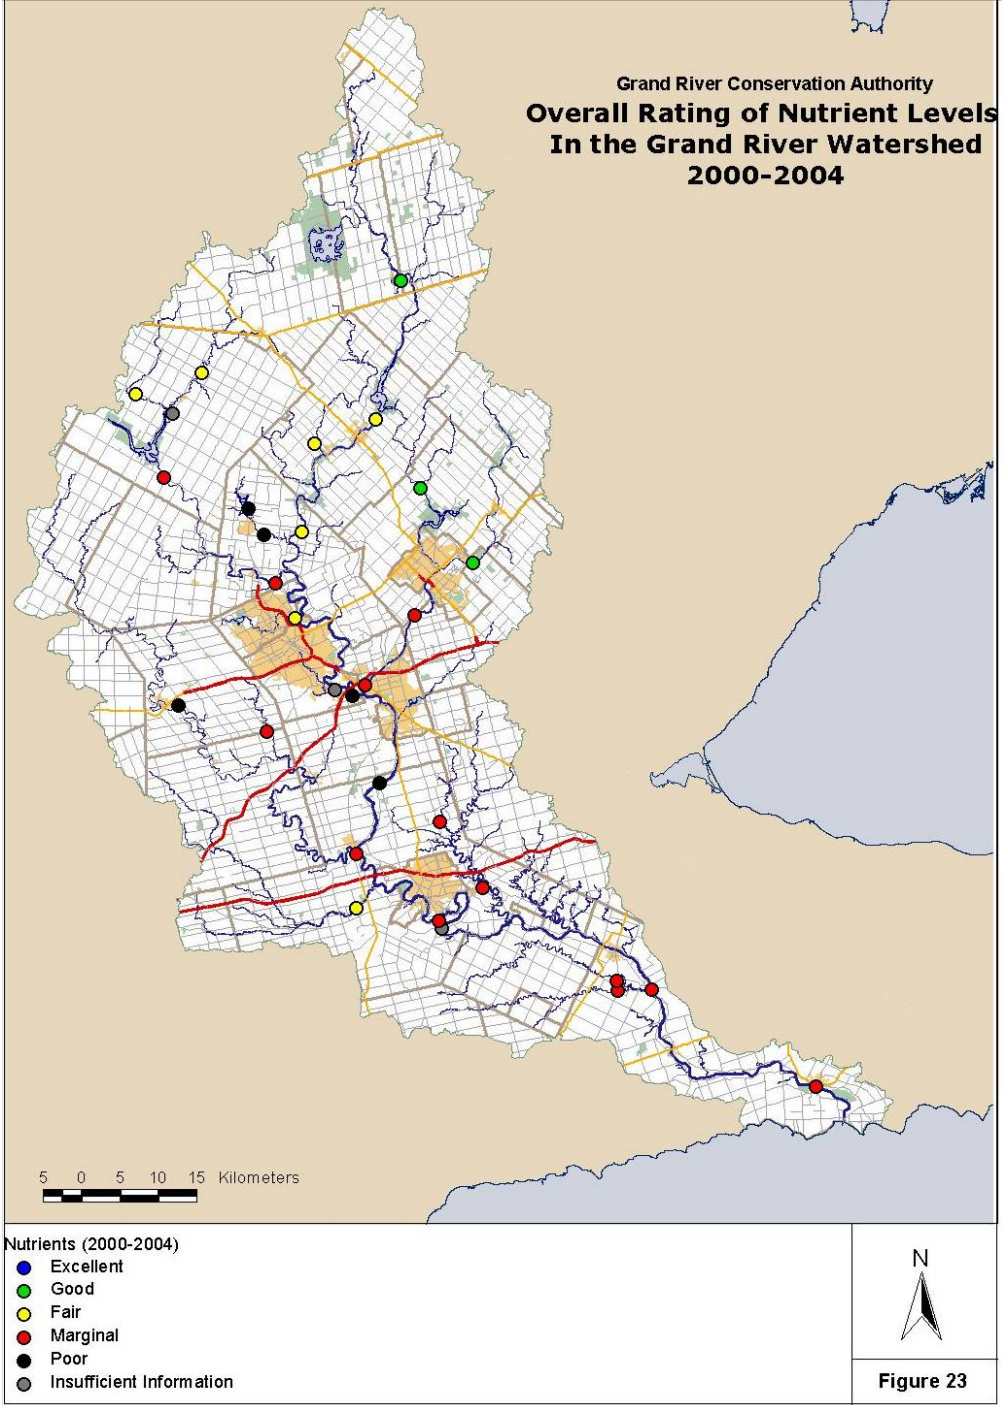 Grand River Conservation Authority
Overall Rating of Nutrient Levels
In the Grand River Watershed
2000-2004
5 0 5 10 15 Kilometers
Nutrients (2000-2004)
Excellent
Good
Fair
Marginal
Poor
Insufficient Information
N
Figure 23